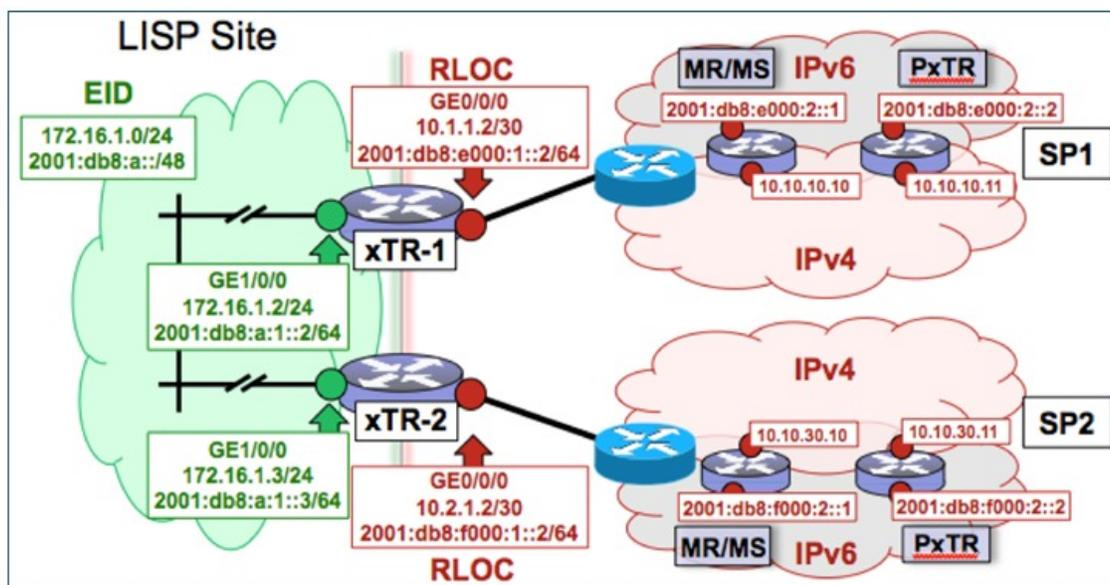 LISP Site
EID
172.16.1.0/24
2001:db8:a::/48
RLOC
GE0/0/0
10.1.1.2/30
2001:db8:e000:1::2/64
MR/MS
IPv6
PxTR
2001:db8:e000:2::1
2001:db8:e000:2::2
SP1
10.10.10.10
10.10.10.11
xTR-1
IPv4
GE1/0/0
172.16.1.2/24
2001:db8:a:1::2/64
IPv4
xTR-2
10.10.30.10
10.10.30.11
SP2
GE1/0/0
172.16.1.3/24
2001:db8:a:1::3/64
GE0/0/0
10.2.1.2/30
2001:db8:f000:1::2/64
2001:db8:f000:2::1
2001:db8:f000:2::2
MR/MS
IPv6
PxTR
RLOC